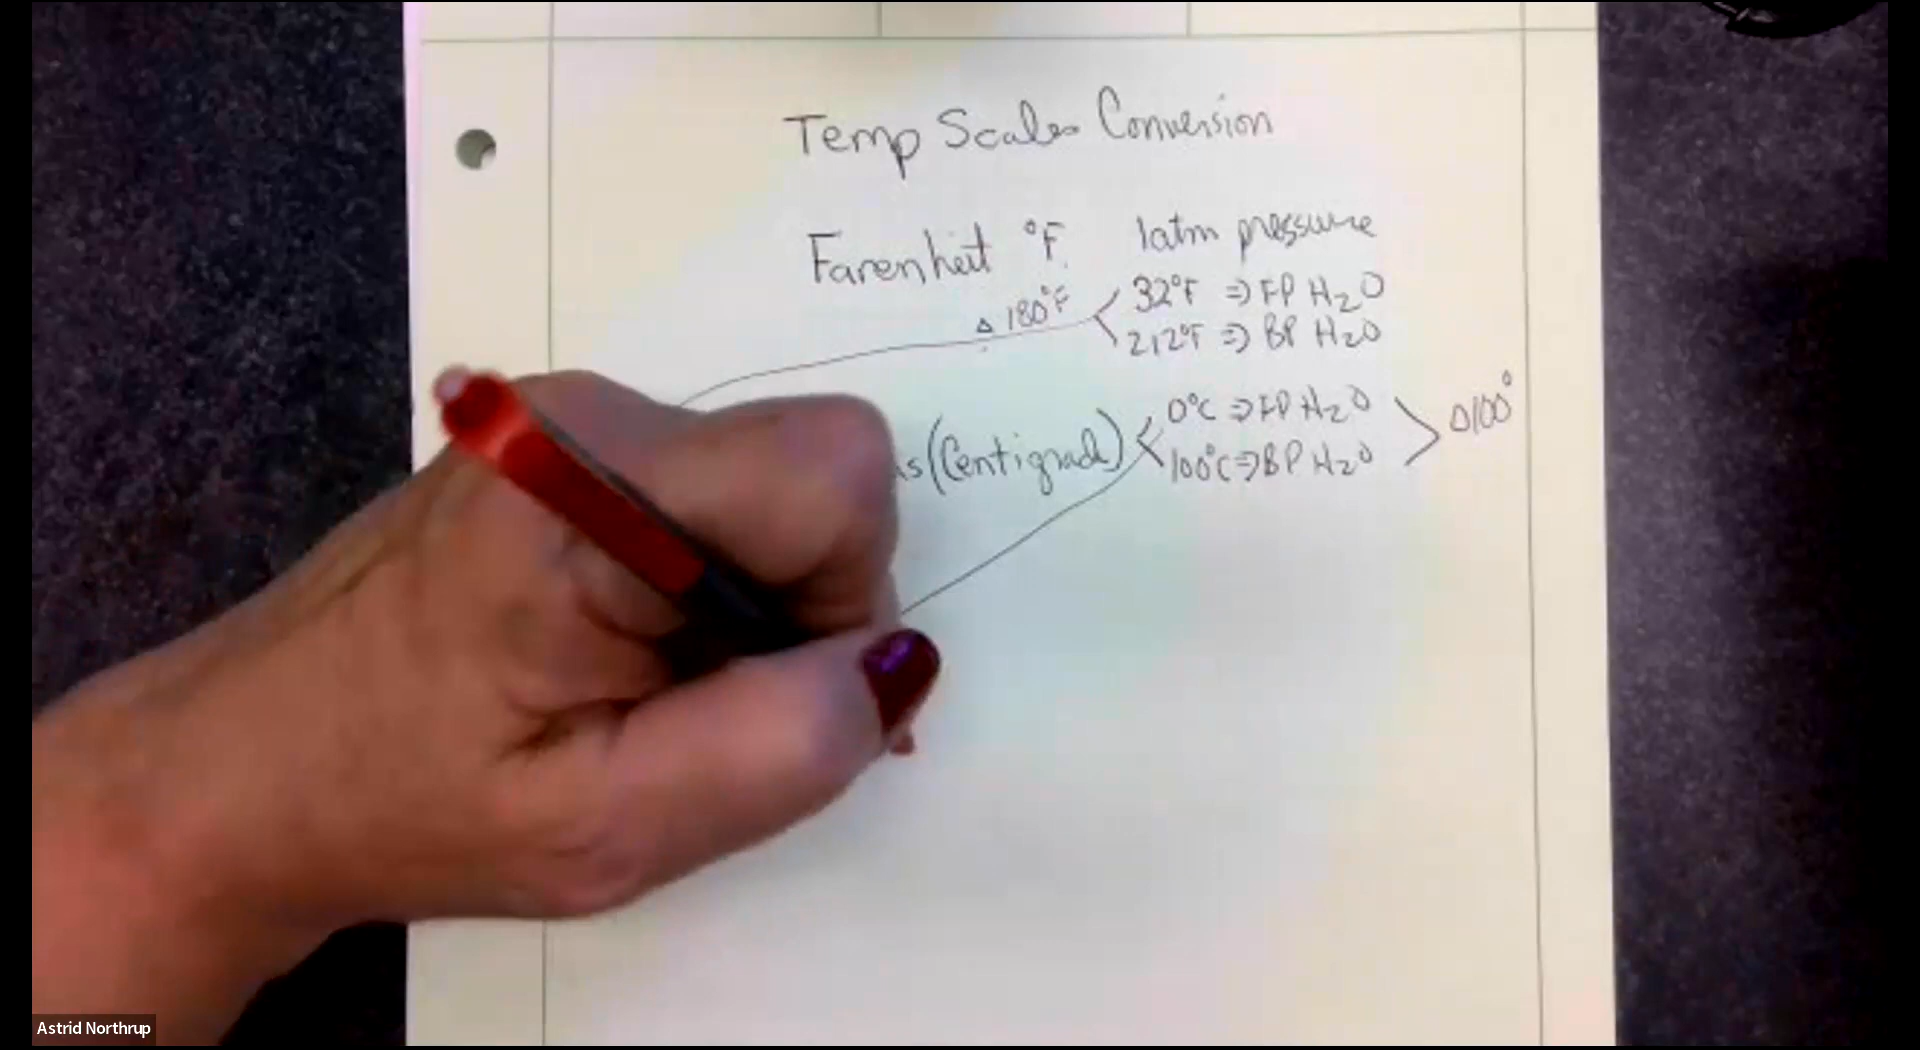 Temp Scales Conversion
Farenheit °F 1atm pressure
Δ 180°F 32°F ⇒ FP H2O
212°F ⇒ BP H2O
(Centigrade) 0°C ⇒ FP H2O Δ100°
100°C ⇒ BP H2O
Astrid Northrup